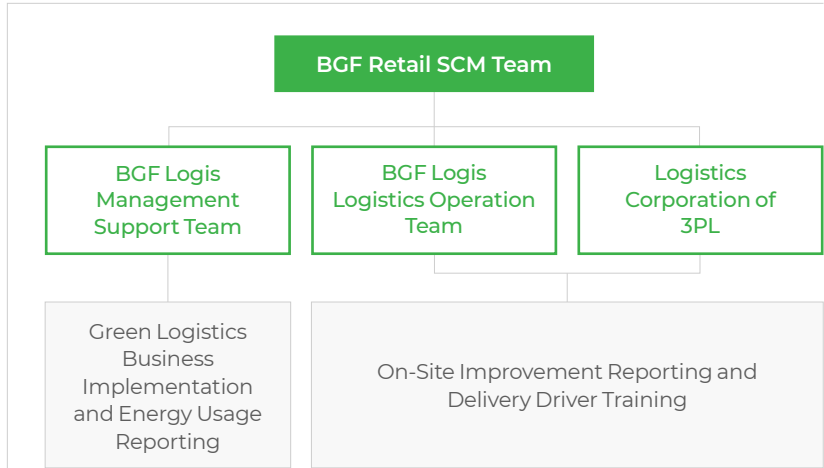 BGF Retail SCM Team
BGF Logis
Management
Support Team
BGF Logis
Logistics Operation
Team
Logistics
Corporation of
3PL
Green Logistics
Business
Implementation
and Energy Usage
Reporting
On-Site Improvement Reporting and
Delivery Driver Training